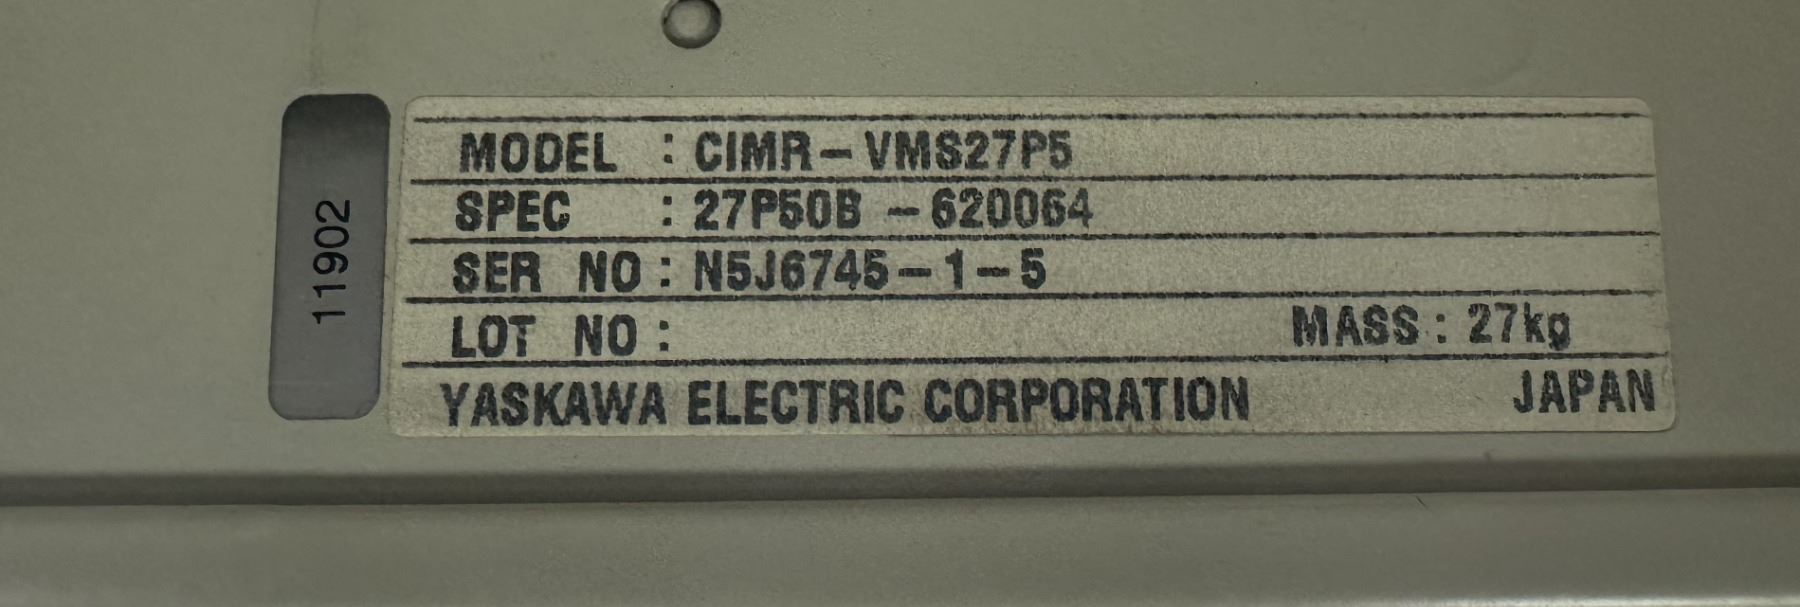 11902
MODEL : CIMR-VMS27P5
SPEC : 27P50B -620064
SER NO : N5J6745-1-5
LOT NO : MASS : 27kg
YASKAWA ELECTRIC CORPORATION JAPAN